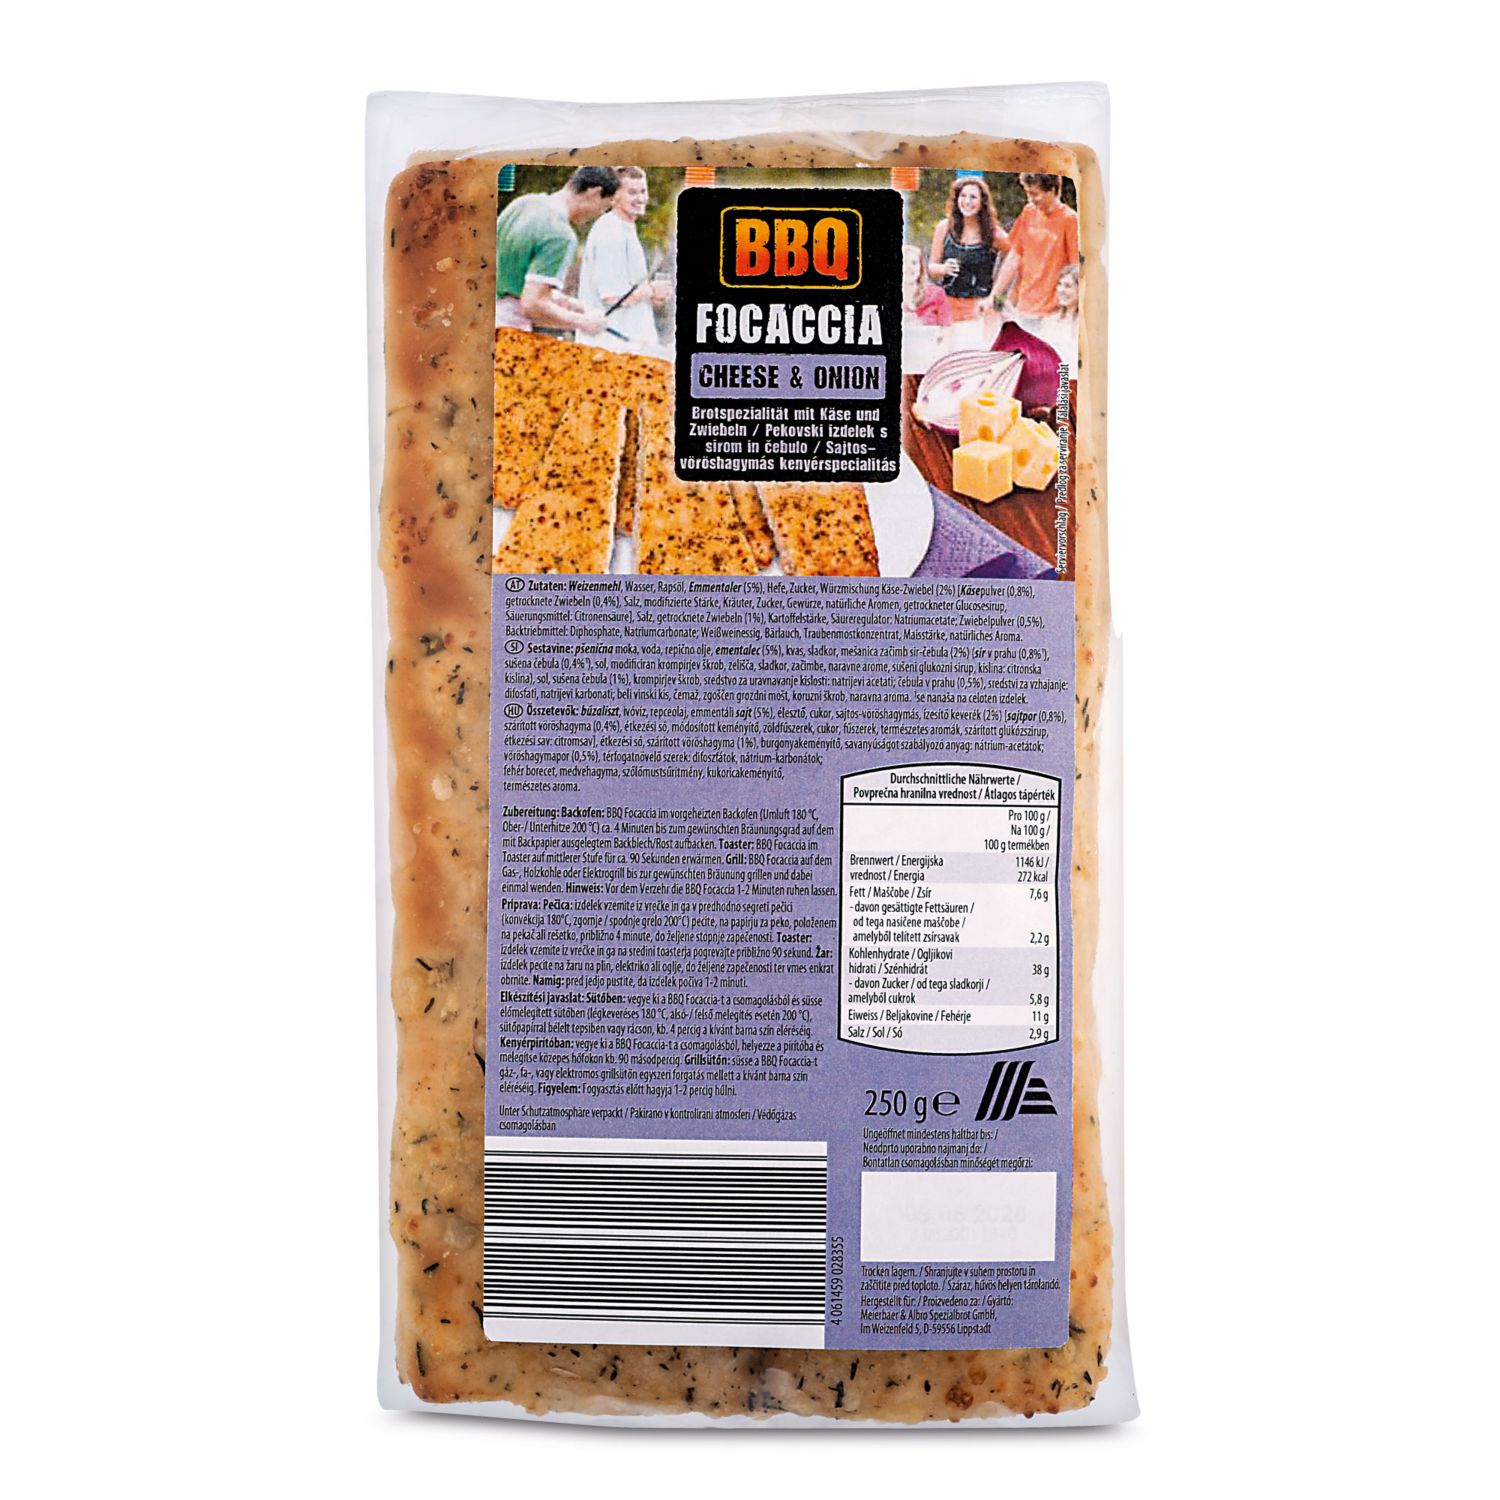 BBQ
FOCACCIA
CHEESE & ONION
Brotspezialität mit Käse und
Zwiebeln / Pekovski izdelek s
sirom in čebulo / Sajtos-
vöröshagymás kenyérspecialitás
Serviervorschlag / Predlog za serviranje / Tálalási javaslat
AT Zutaten: Weizenmehl, Wasser, Rapsöl, Emmentaler (5%), Hefe, Zucker, Würzmischung Käse-Zwiebel (2%) [Käsepulver (0,8%),
getrocknete Zwiebeln (0,4%), Salz, modifizierte Stärke, Kräuter, Zucker, Gewürze, natürliche Aromen, getrockneter Glucosesirup,
Säuerungsmittel: Citronensäure], Salz, getrocknete Zwiebeln (1%), Kartoffelstärke, Säureregulator: Natriumacetate; Zwiebelpulver (0,5%),
Backtriebmittel: Diphosphate, Natriumcarbonate; Weißweinessig, Bärlauch, Traubenmostkonzentrat, Maisstärke, natürliches Aroma.
SI Sestavine: pšenična moka, voda, repično olje, ementalec (5%), kvas, sladkor, mešanica začimb sir-čebula (2%) (sir v prahu (0,8%¹),
sušena čebula (0,4%¹), sol, modificiran krompirjev škrob, zelišča, sladkor, začimbe, naravne arome, sušeni glukozni sirup, kislina: citronska
kislina), sol, sušena čebula (1%), krompirjev škrob, sredstvo za uravnavanje kislosti: natrijevi acetati; čebula v prahu (0,5%), sredstvi za vzhajanje:
difosfati, natrijevi karbonati; beli vinski kis, čemaž, zgoščen grozdni mošt, koruzni škrob, naravna aroma. ¹se nanaša na celoten izdelek.
HU Összetevők: búzaliszt, ivóvíz, repceolaj, emmentáli sajt (5%), élesztő, cukor, sajtos-vöröshagymás, ízesítő keverék (2%) [sajtpor (0,8%),
szárított vöröshagyma (0,4%), étkezési só, módosított keményítő, zöldfűszerek, cukor, fűszerek, természetes aromák, szárított glükózszirup,
étkezési sav: citromsav], étkezési só, szárított vöröshagyma (1%), burgonyakeményítő, savanyúságot szabályozó anyag: nátrium-acetátok;
vöröshagymapor (0,5%), térfogatnövelő szerek: difoszfátok, nátrium-karbonátok;
fehér borecet, medvehagyma, szőlőmustsűrítmény, kukoricakeményítő,
természetes aroma.
Zubereitung: Backofen: BBQ Focaccia im vorgeheizten Backofen (Umluft 180 °C,
Ober-/ Unterhitze 200 °C) ca. 4 Minuten bis zum gewünschten Bräunungsgrad auf dem
mit Backpapier ausgelegtem Backblech/Rost aufbacken. Toaster: BBQ Focaccia im
Toaster auf mittlerer Stufe für ca. 90 Sekunden erwärmen. Grill: BBQ Focaccia auf dem
Gas-, Holzkohle oder Elektrogrill bis zur gewünschten Bräunung grillen und dabei
einmal wenden. Hinweis: Vor dem Verzehr die BBQ Focaccia 1-2 Minuten ruhen lassen.
Priprava: Pečica: izdelek vzemite iz vrečke in ga v predhodno segreti pečici
(konvekcija 180°C, zgornje / spodnje grelo 200°C) pecite, na papirju za peko, položenem
na pekač ali rešetko, približno 4 minute, do željene stopnje zapečenosti. Toaster:
izdelek vzemite iz vrečke in ga na sredini toasterja pogrevajte približno 90 sekund. Žar:
izdelek pecite na žaru na plin, elektriko ali oglje, do željene zapečenosti ter vmes enkrat
obrnite. Namig: pred jedjo pustite, da izdelek počiva 1-2 minuti.
Elkészítési javaslat: Sütőben: vegye ki a BBQ Focaccia-t a csomagolásból és süsse
előmelegített sütőben (légkeveréses 180 °C, alsó-/ felső melegítés esetén 200 °C),
sütőpapírral bélelt tepsiben vagy rácson, kb. 4 percig a kívánt barna szín eléréséig.
Kenyérpirítóban: vegye ki a BBQ Focaccia-t a csomagolásból, helyezze a pirítóba és
melegítse közepes hőfokon kb. 90 másodpercig. Grillsütőn: süsse a BBQ Focaccia-t
gáz-, fa-, vagy elektromos grillsütőn egyszeri forgatás mellett a kívánt barna szín
eléréséig. Figyelem: Fogyasztás előtt hagyja 1-2 percig hűlni.
Unter Schutzatmosphäre verpackt / Pakirano v kontrolirani atmosferi / Védőgázas
csomagolásban
Durchschnittliche Nährwerte /
Povprečna hranilna vrednost / Átlagos tápérték
Pro 100 g /
Na 100 g /
100 g termékben
Brennwert / Energijska 1146 kJ /
vrednost / Energia 272 kcal
Fett / Maščobe / Zsír 7,6 g
- davon gesättigte Fettsäuren /
od tega nasičene maščobe /
amelyből telített zsírsavak 2,2 g
Kohlenhydrate / Ogljikovi
hidrati / Szénhidrát 38 g
- davon Zucker / od tega sladkorji /
amelyből cukrok 5,8 g
Eiweiss / Beljakovine / Fehérje 11 g
Salz / Sol / Só 2,9 g
250 g e
Ungeöffnet mindestens haltbar bis: /
Neodprto uporabno najmanj do: /
Bontatlan csomagolásban minőségét megőrzi:
4 061459 028355
Trocken lagern. / Shranjujte v suhem prostoru in
zaščitite pred toploto. / Száraz, hűvös helyen tárolandó.
Hergestellt für: / Proizvedeno za: / Gyártó:
Meierbaer & Albro Spezialbrot GmbH,
Im Weizenfeld 5, D-59556 Lippstadt